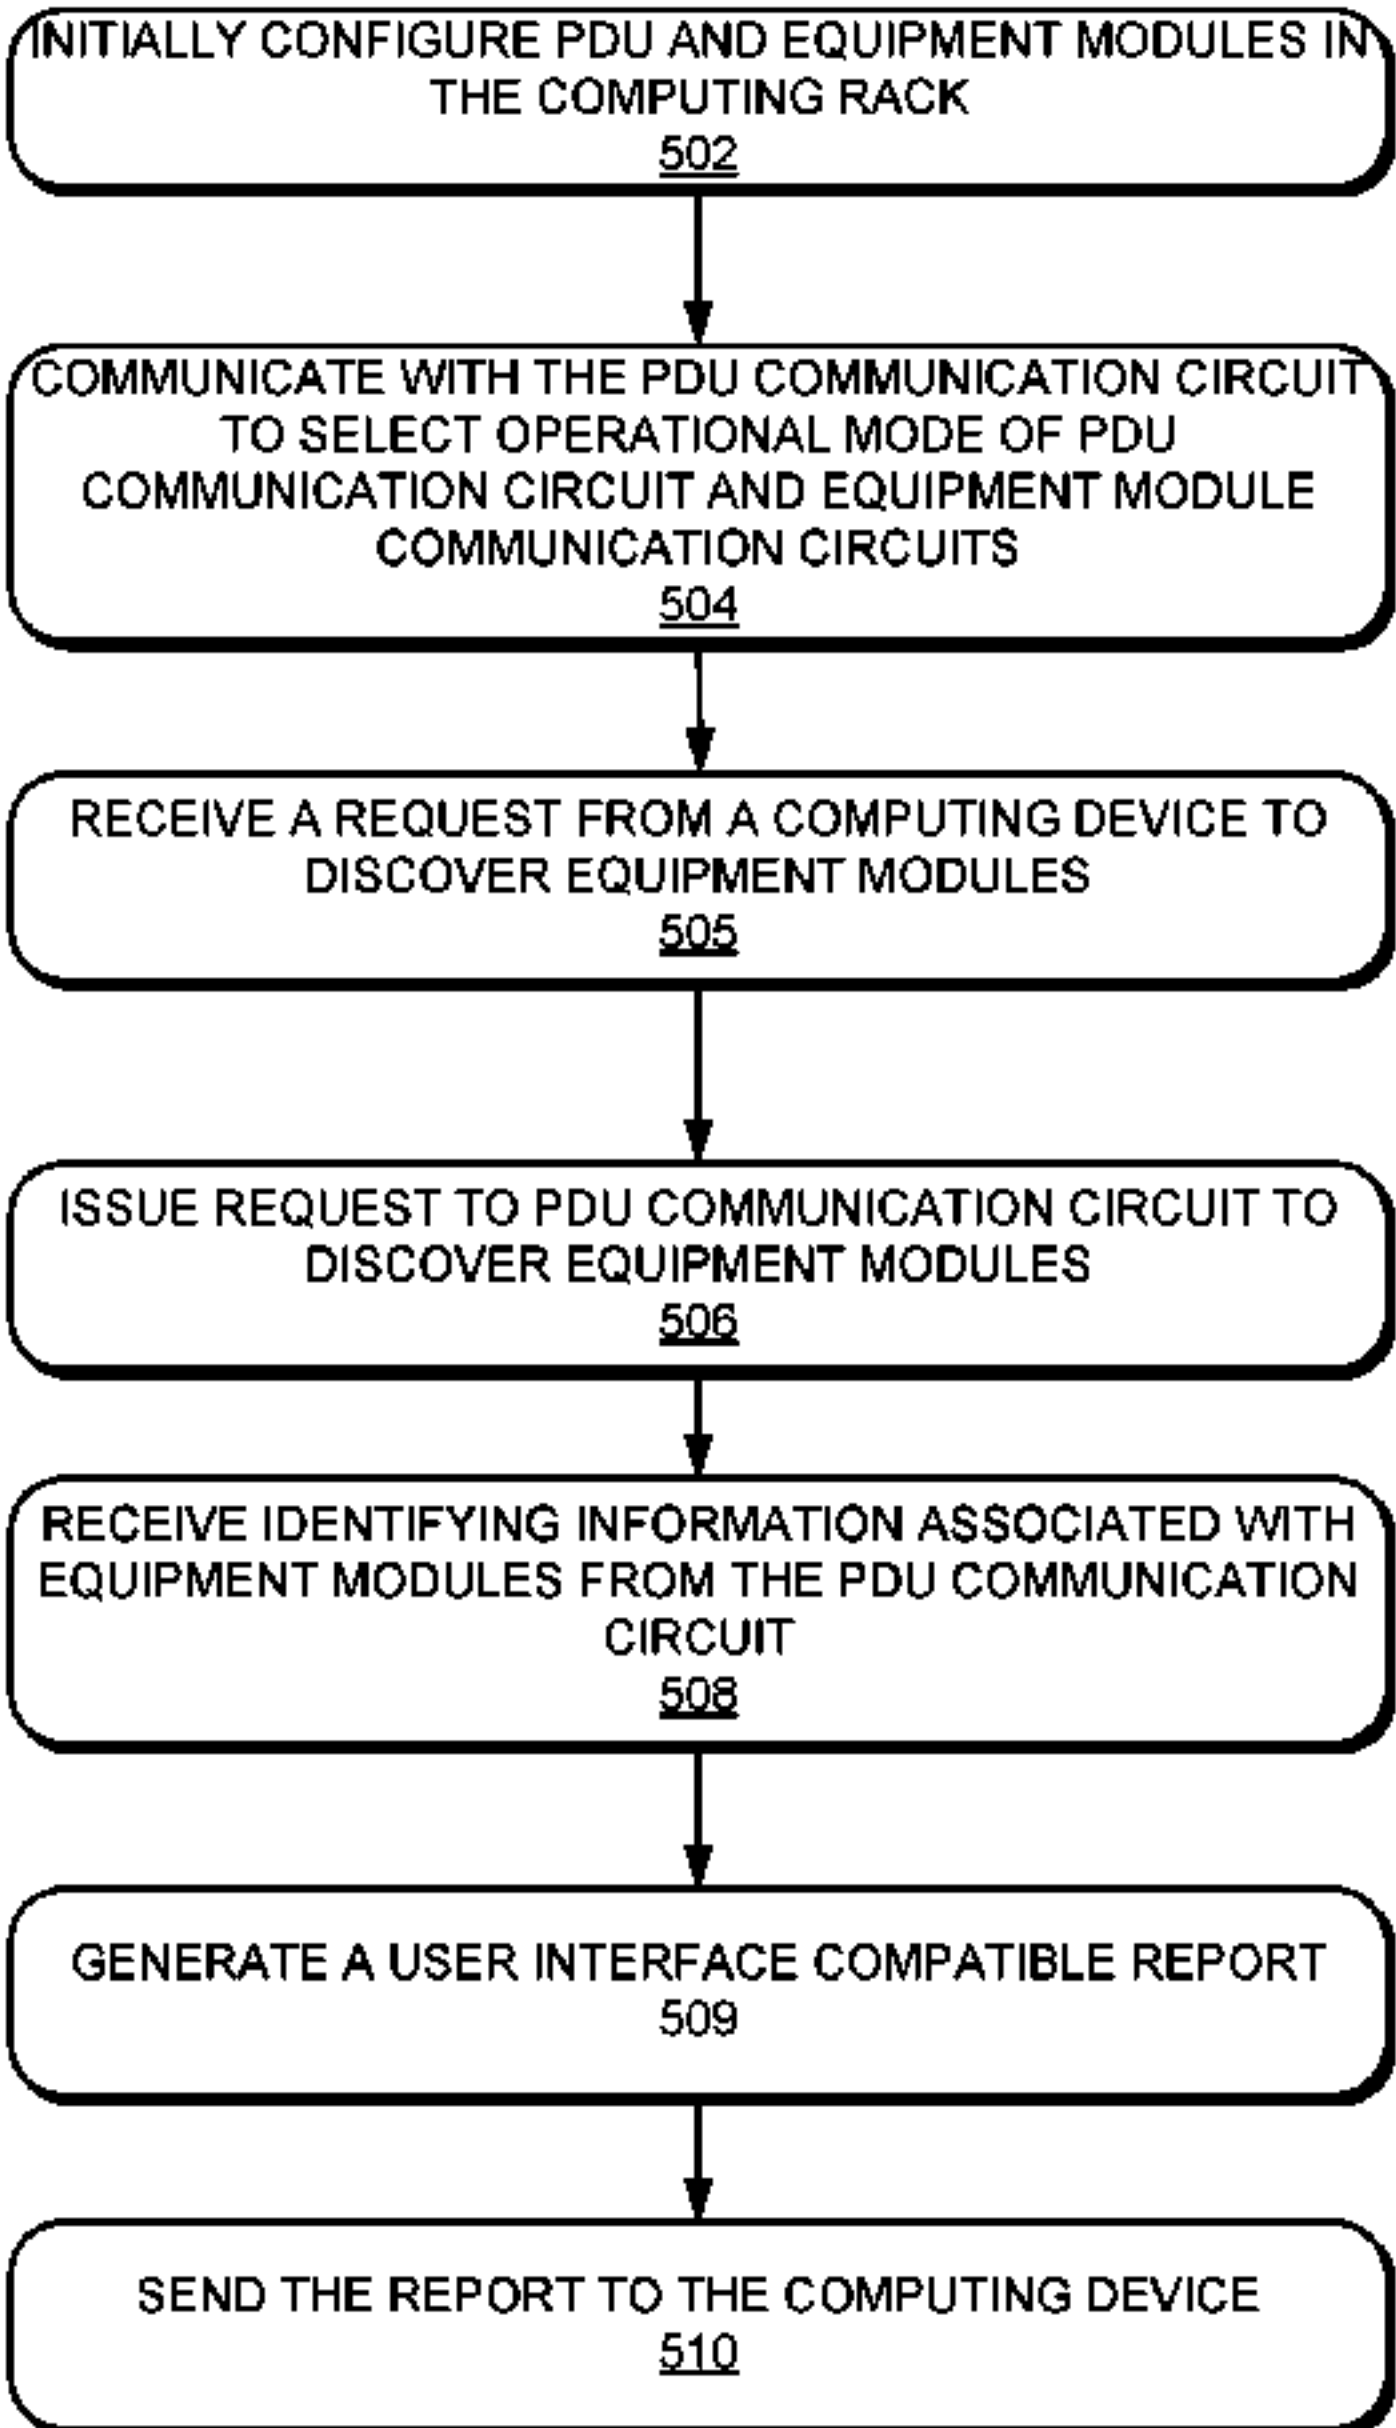 INITIALLY CONFIGURE PDU AND EQUIPMENT MODULES IN
THE COMPUTING RACK
502
COMMUNICATE WITH THE PDU COMMUNICATION CIRCUIT
TO SELECT OPERATIONAL MODE OF PDU
COMMUNICATION CIRCUIT AND EQUIPMENT MODULE
COMMUNICATION CIRCUITS
504
RECEIVE A REQUEST FROM A COMPUTING DEVICE TO
DISCOVER EQUIPMENT MODULES
505
ISSUE REQUEST TO PDU COMMUNICATION CIRCUIT TO
DISCOVER EQUIPMENT MODULES
506
RECEIVE IDENTIFYING INFORMATION ASSOCIATED WITH
EQUIPMENT MODULES FROM THE PDU COMMUNICATION
CIRCUIT
508
GENERATE A USER INTERFACE COMPATIBLE REPORT
509
SEND THE REPORT TO THE COMPUTING DEVICE
510